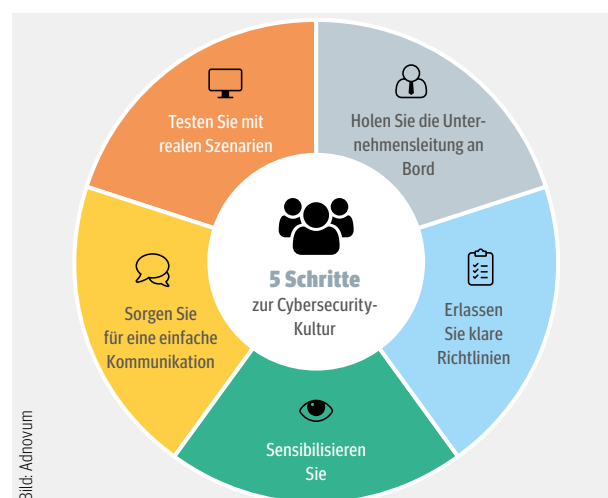 5 Schritte
zur Cybersecurity-
Kultur
Holen Sie die Unter-
nehmensleitung an
Bord
Erlassen
Sie klare
Richtlinien
Sensibilisieren
Sie
Sorgen Sie
für eine einfache
Kommunikation
Testen Sie mit
realen Szenarien
Bild: Adnovum